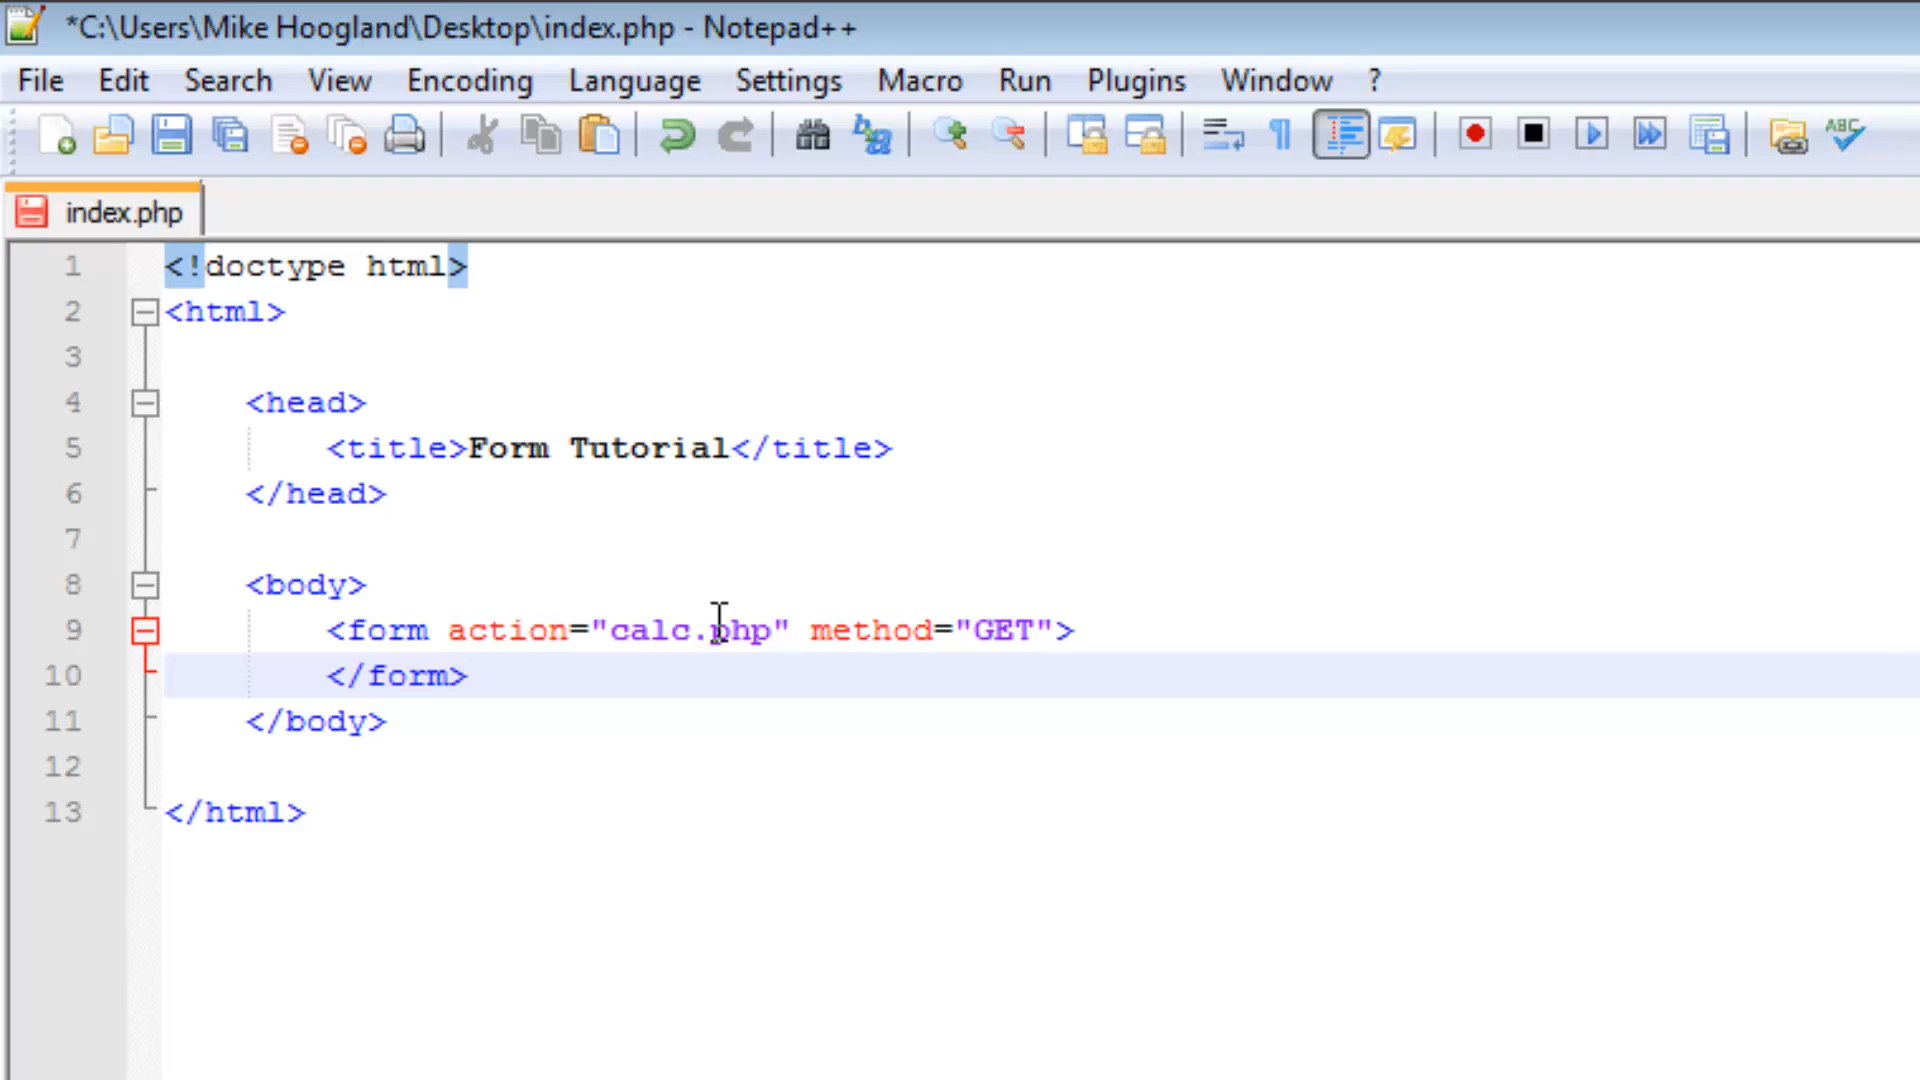 *C:\Users\Mike Hoogland\Desktop\index.php - Notepad++
File Edit Search View Encoding Language Settings Macro Run Plugins Window ?
ABC
index.php
1 <!doctype html>
2 <html>
3
4 <head>
5 <title>Form Tutorial</title>
6 </head>
7
8 <body>
9 <form action="calc.php" method="GET">
10 </form>
11 </body>
12
13 </html>